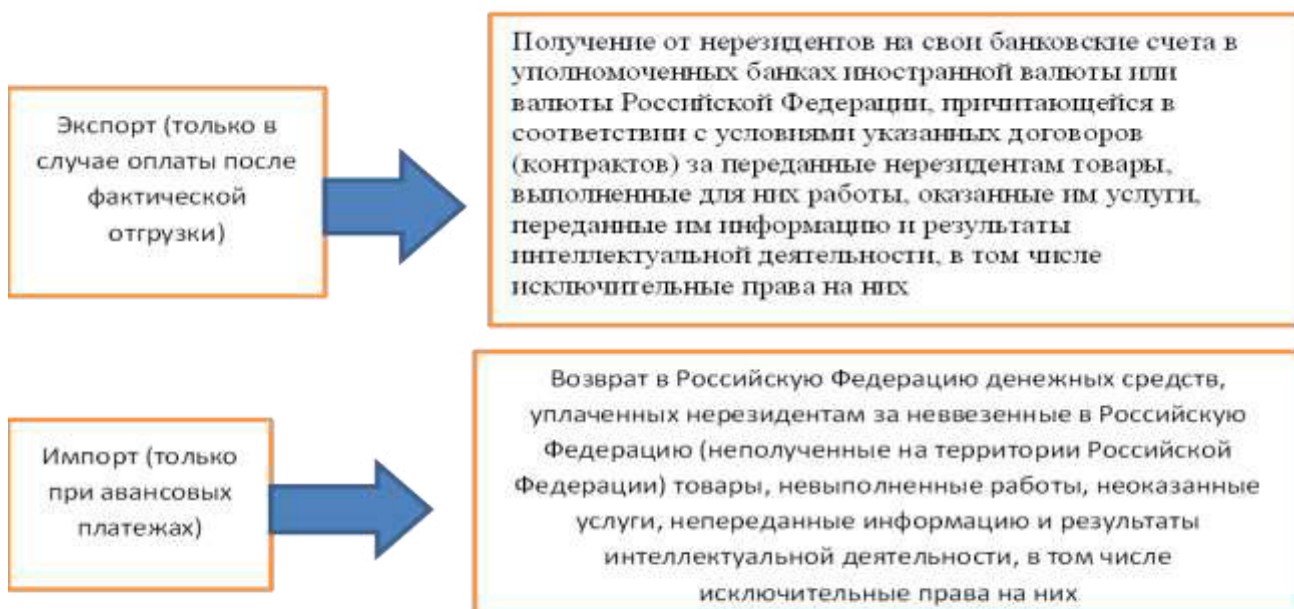 Экспорт (только в
случае оплаты после
фактической
отгрузки)
Получение от нерезидентов на свои банковские счета в
уполномоченных банках иностранной валюты или
валюты Российской Федерации, причитающейся в
соответствии с условиями указанных договоров
(контрактов) за переданные нерезидентам товары,
выполненные для них работы, оказанные им услуги,
переданные им информацию и результаты
интеллектуальной деятельности, в том числе
исключительные права на них
Импорт (только
при авансовых
платежах)
Возврат в Российскую Федерацию денежных средств,
уплаченных нерезидентам за неввезенные в Российскую
Федерацию (неполученные на территории Российской
Федерации) товары, невыполненные работы, неоказанные
услуги, непереданные информацию и результаты
интеллектуальной деятельности, в том числе
исключительные права на них